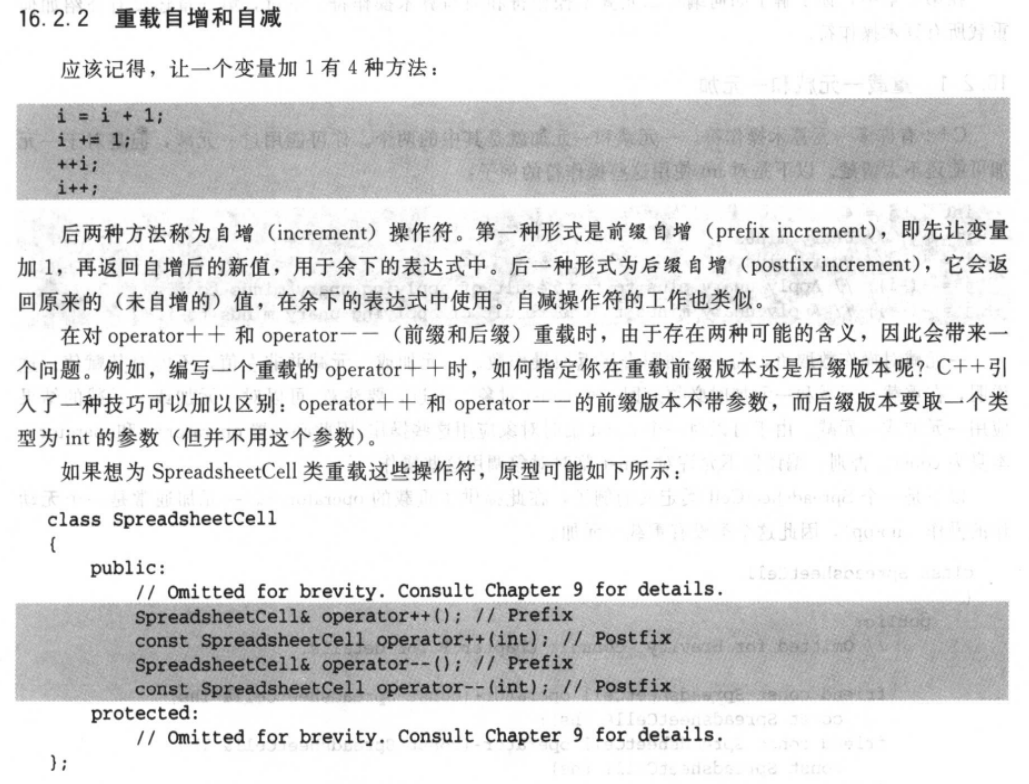 16.2.2 重载自增和自减
应该记得，让一个变量加 1 有 4 种方法：
i = i + 1;
i += 1;
++i;
i++;
后两种方法称为自增（increment）操作符。第一种形式是前缀自增（prefix increment），即先让变量
加 1，再返回自增后的新值，用于余下的表达式中。后一种形式为后缀自增（postfix increment），它会返
回原来的（未自增的）值，在余下的表达式中使用。自减操作符的工作也类似。
在对 operator＋＋ 和 operator－－ （前缀和后缀）重载时，由于存在两种可能的含义，因此会带来一
个问题。例如，编写一个重载的 operator＋＋时，如何指定你在重载前缀版本还是后缀版本呢？C++引
入了一种技巧可以加以区别：operator＋＋ 和 operator－－的前缀版本不带参数，而后缀版本要取一个类
型为 int 的参数（但并不用这个参数）。
如果想为 SpreadsheetCell 类重载这些操作符，原型可能如下所示：
class SpreadsheetCell
{
public:
// Omitted for brevity. Consult Chapter 9 for details.
SpreadsheetCell& operator++(); // Prefix
const SpreadsheetCell operator++(int); // Postfix
SpreadsheetCell& operator--(); // Prefix
const SpreadsheetCell operator--(int); // Postfix
protected:
// Omitted for brevity. Consult Chapter 9 for details.
};